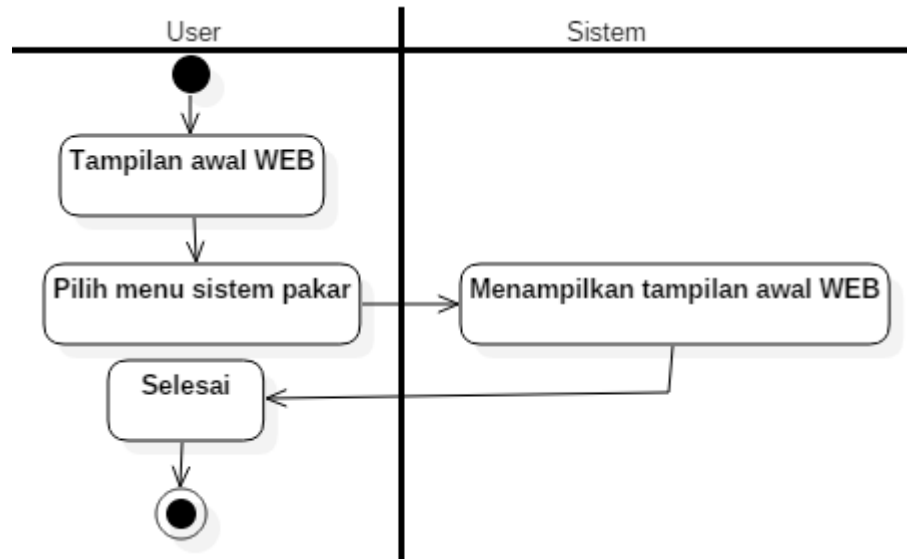 User
Sistem
Tampilan awal WEB
Pilih menu sistem pakar
Menampilkan tampilan awal WEB
Selesai